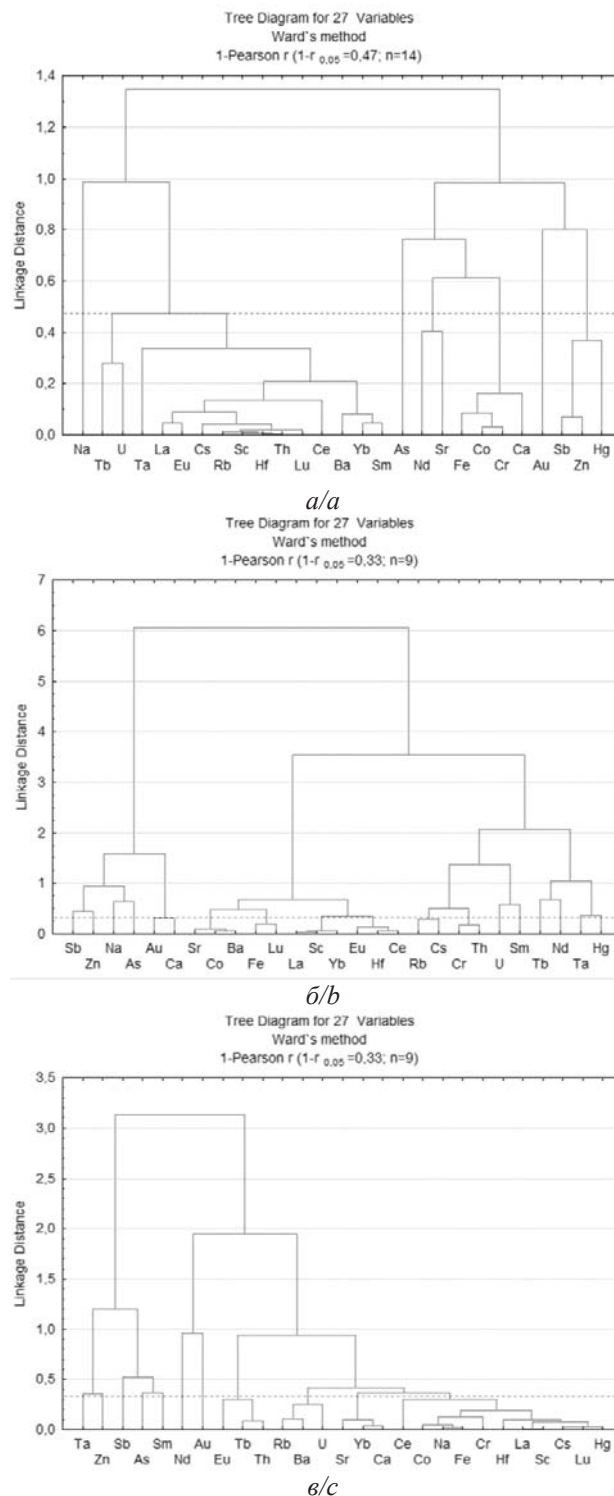 Tree Diagram for 27 Variables
Ward`s method
1-Pearson r (1-r 0,05 =0,47; n=14)
1,4
1,2
1,0
0,8
0,6
0,4
0,2
0,0
Linkage Distance
Na U La Cs Sc Th Ce Yb As Sr Co Ca Sb Hg
Tb Ta Eu Rb Hf Lu Ba Sm Nd Fe Cr Au Zn
а/a
Tree Diagram for 27 Variables
Ward`s method
1-Pearson r (1-r 0,05 =0,33; n=9)
7
6
5
4
3
2
1
0
Linkage Distance
Sb Na Au Sr Ba Lu Sc Eu Ce Cs Th Sm Nd Hg
Zn As Ca Co Fe La Yb Hf Rb Cr U Tb Ta
б/b
Tree Diagram for 27 Variables
Ward`s method
1-Pearson r (1-r 0,05 =0,33; n=9)
3,5
3,0
2,5
2,0
1,5
1,0
0,5
0,0
Linkage Distance
Ta Sb Sm Au Tb Rb U Yb Ce Na Cr La Cs Hg
Zn As Nd Eu Th Ba Sr Ca Co Fe Hf Sc Lu
в/c